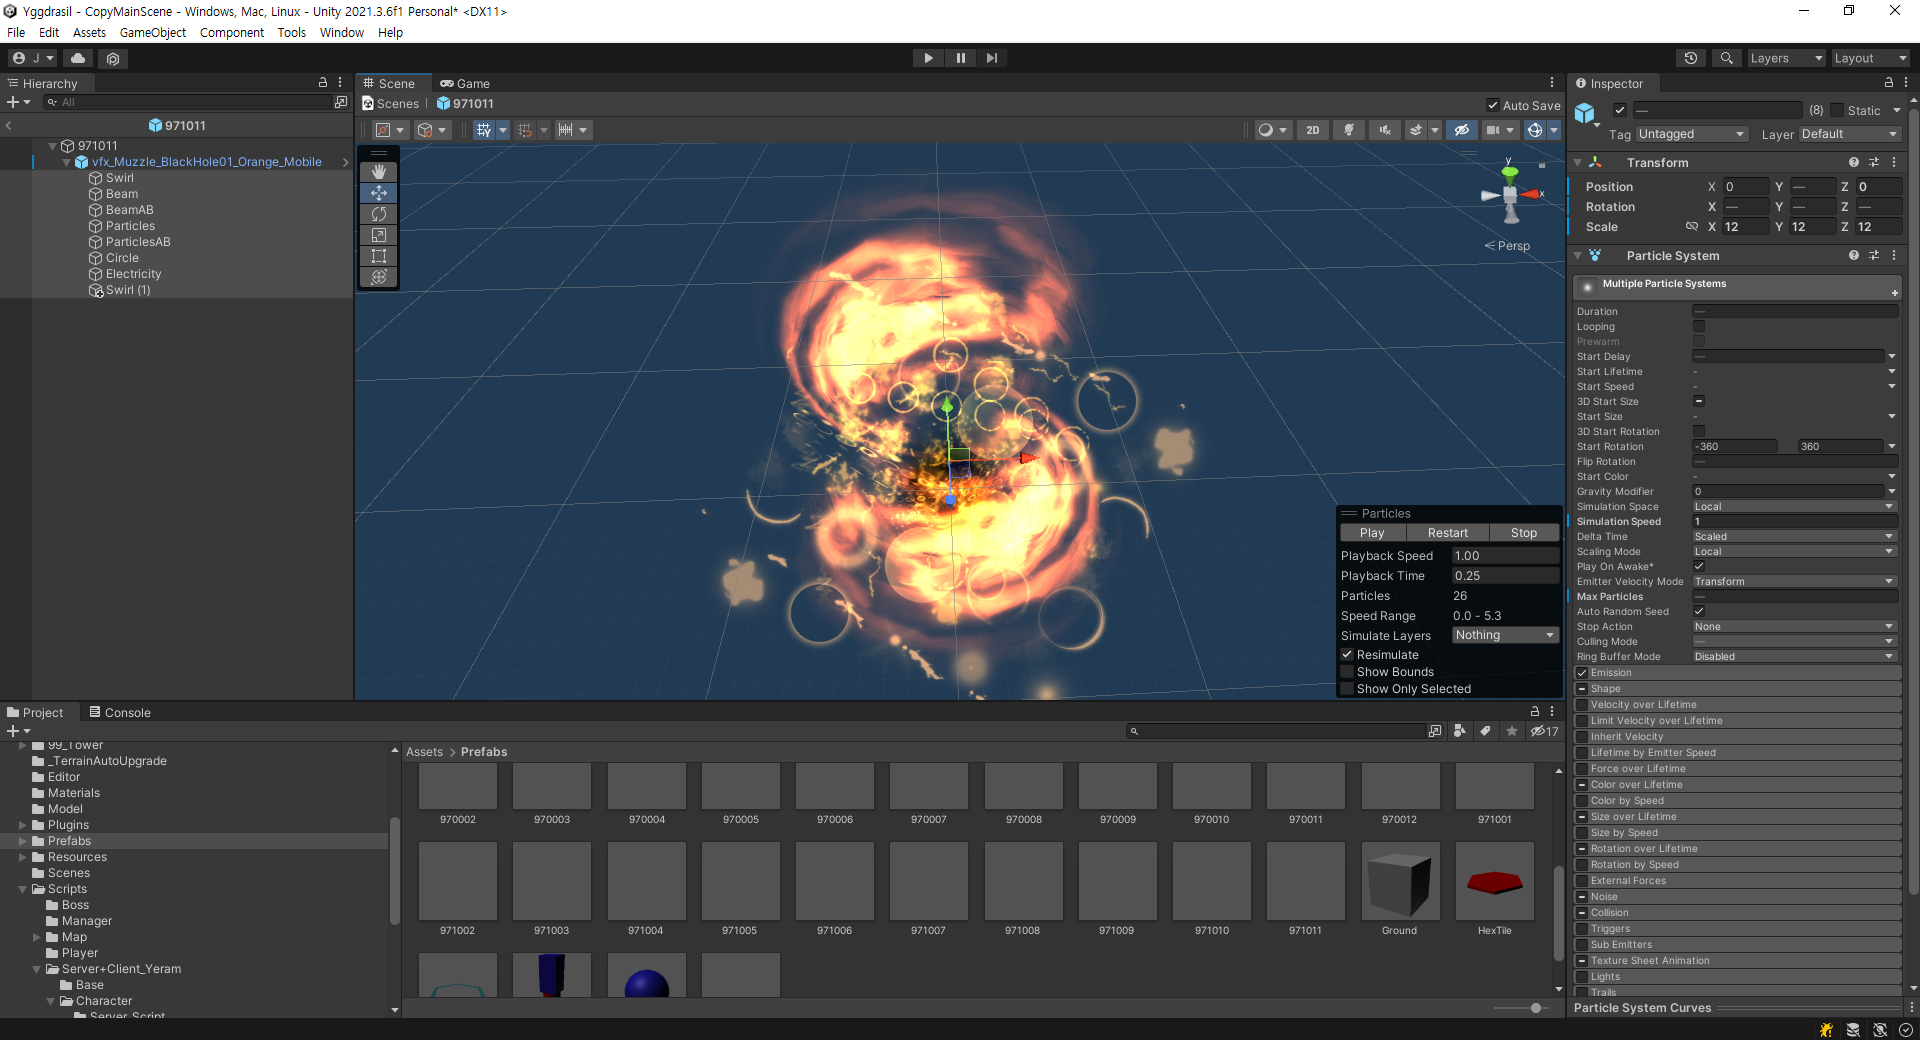 Yggdrasil - CopyMainScene - Windows, Mac, Linux - Unity 2021.3.6f1 Personal* <DX11>
File Edit Assets GameObject Component Tools Window Help
J
Layers Layout
Hierarchy
All
971011
971011
vfx_Muzzle_BlackHole01_Orange_Mobile
Swirl
Beam
BeamAB
Particles
ParticlesAB
Circle
Electricity
Swirl (1)
Scene Game
Scenes 971011
Auto Save
2D
y
x
Persp
Particles
Play Restart Stop
Playback Speed 1.00
Playback Time 0.25
Particles 26
Speed Range 0.0 - 5.3
Simulate Layers Nothing
Resimulate
Show Bounds
Show Only Selected
Inspector
— (8) Static
Tag Untagged Layer Default
Transform
Position X 0 Y — Z 0
Rotation X — Y — Z —
Scale X 12 Y 12 Z 12
Particle System
Multiple Particle Systems
Duration —
Looping
Prewarm
Start Delay —
Start Lifetime -
Start Speed -
3D Start Size
Start Size -
3D Start Rotation
Start Rotation -360 360
Flip Rotation —
Start Color -
Gravity Modifier 0
Simulation Space Local
Simulation Speed 1
Delta Time Scaled
Scaling Mode Local
Play On Awake*
Emitter Velocity Mode Transform
Max Particles —
Auto Random Seed
Stop Action None
Culling Mode —
Ring Buffer Mode Disabled
Emission
Shape
Velocity over Lifetime
Limit Velocity over Lifetime
Inherit Velocity
Lifetime by Emitter Speed
Force over Lifetime
Color over Lifetime
Color by Speed
Size over Lifetime
Size by Speed
Rotation over Lifetime
Rotation by Speed
External Forces
Noise
Collision
Triggers
Sub Emitters
Texture Sheet Animation
Lights
Trails
Particle System Curves
Project Console
17
99_Tower
_TerrainAutoUpgrade
Editor
Materials
Model
Plugins
Prefabs
Resources
Scenes
Scripts
Boss
Manager
Map
Player
Server+Client_Yeram
Base
Character
Server_Script
Assets > Prefabs
970002 970003 970004 970005 970006 970007 970008 970009 970010 970011 970012 971001
971002 971003 971004 971005 971006 971007 971008 971009 971010 971011 Ground HexTile